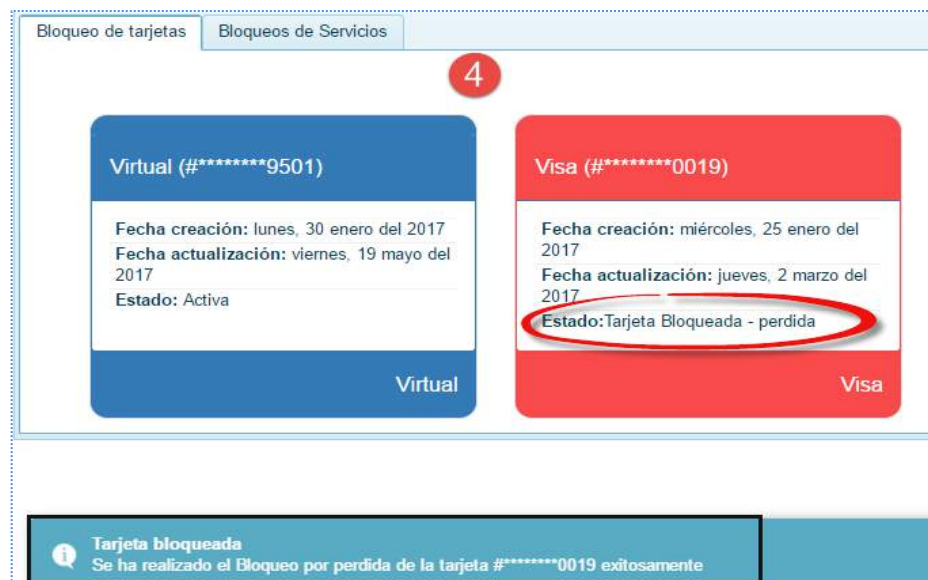 Bloqueo de tarjetas
Bloqueos de Servicios
4
Virtual (#********9501)
Fecha creación: lunes, 30 enero del 2017
Fecha actualización: viernes, 19 mayo del
2017
Estado: Activa
Virtual
Visa (#********0019)
Fecha creación: miércoles, 25 enero del
2017
Fecha actualización: jueves, 2 marzo del
2017
Estado:Tarjeta Bloqueada - perdida
Visa
Tarjeta bloqueada
Se ha realizado el Bloqueo por perdida de la tarjeta #********0019 exitosamente